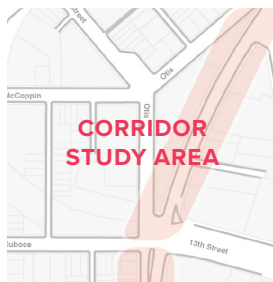 Street
Otis
McCoppin
Otis
CORRIDOR
STUDY AREA
Duboce
13th Street